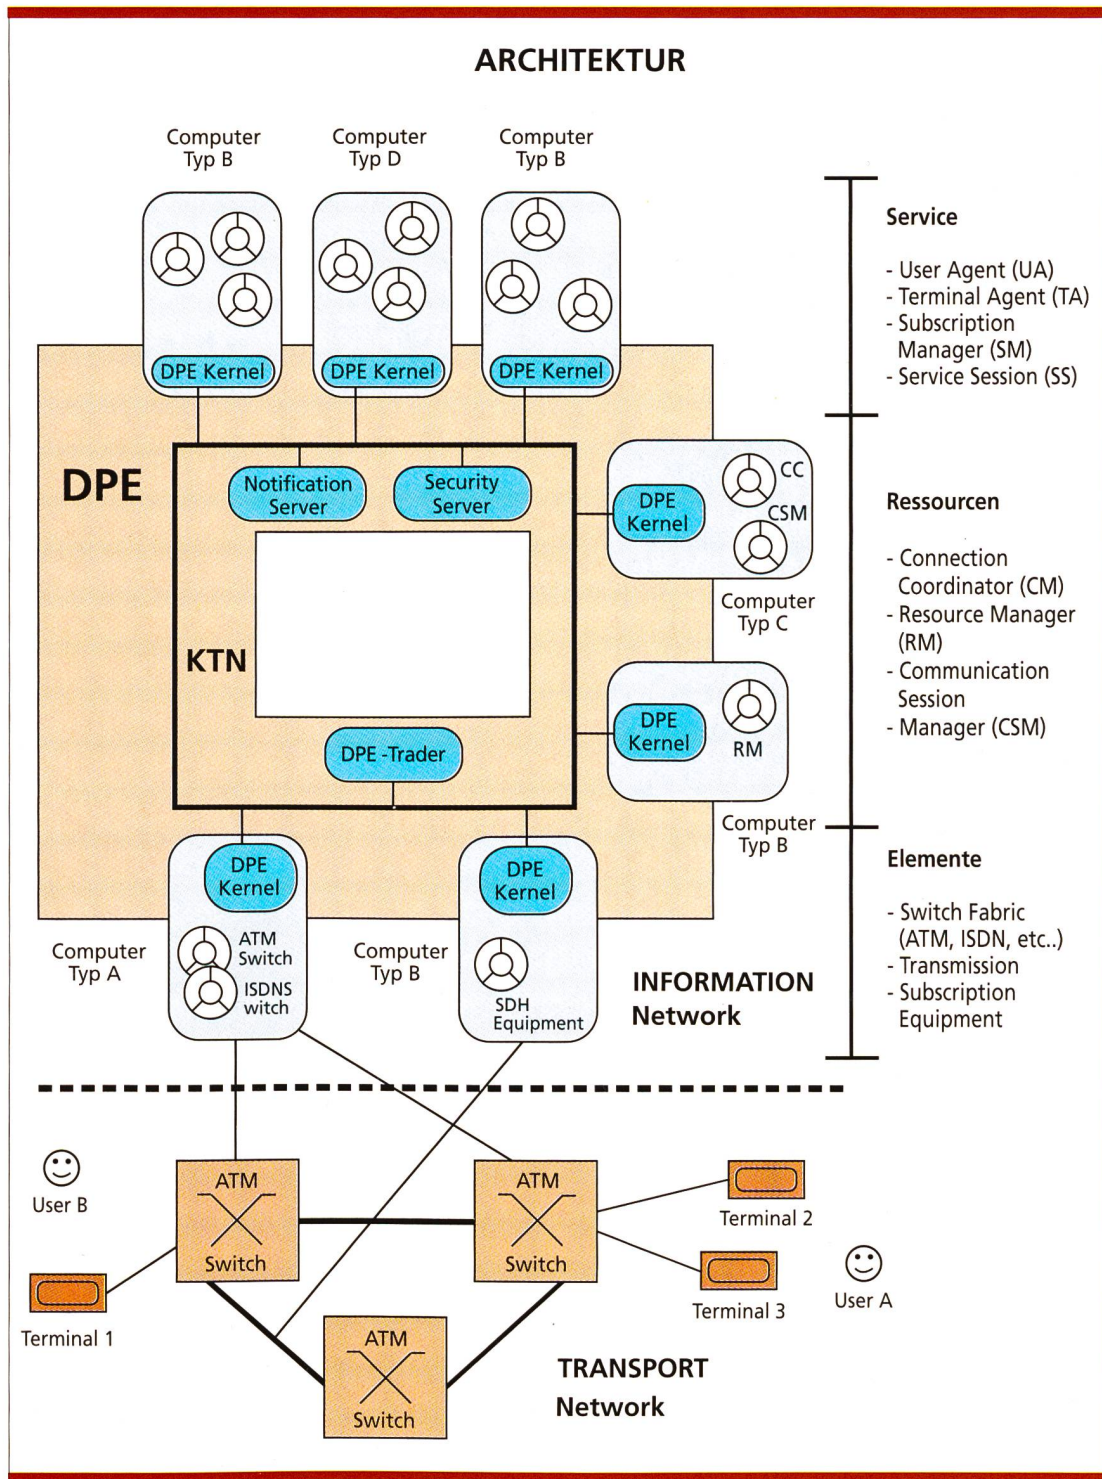 ARCHITEKTUR
Computer
Typ B
Computer
Typ D
Computer
Typ B
DPE Kernel
DPE Kernel
DPE Kernel
DPE
Notification
Server
Security
Server
KTN
DPE -Trader
DPE
Kernel
CC
CSM
Computer
Typ C
DPE
Kernel
RM
Computer
Typ B
DPE
Kernel
ATM
Switch
ISDNS
witch
Computer
Typ A
DPE
Kernel
SDH
Equipment
Computer
Typ B
INFORMATION
Network
Service
- User Agent (UA)
- Terminal Agent (TA)
- Subscription
Manager (SM)
- Service Session (SS)
Ressourcen
- Connection
Coordinator (CM)
- Resource Manager
(RM)
- Communication
Session
- Manager (CSM)
Elemente
- Switch Fabric
(ATM, ISDN, etc..)
- Transmission
- Subscription
Equipment
User B
ATM
Switch
ATM
Switch
Terminal 2
Terminal 3
User A
Terminal 1
ATM
Switch
TRANSPORT
Network